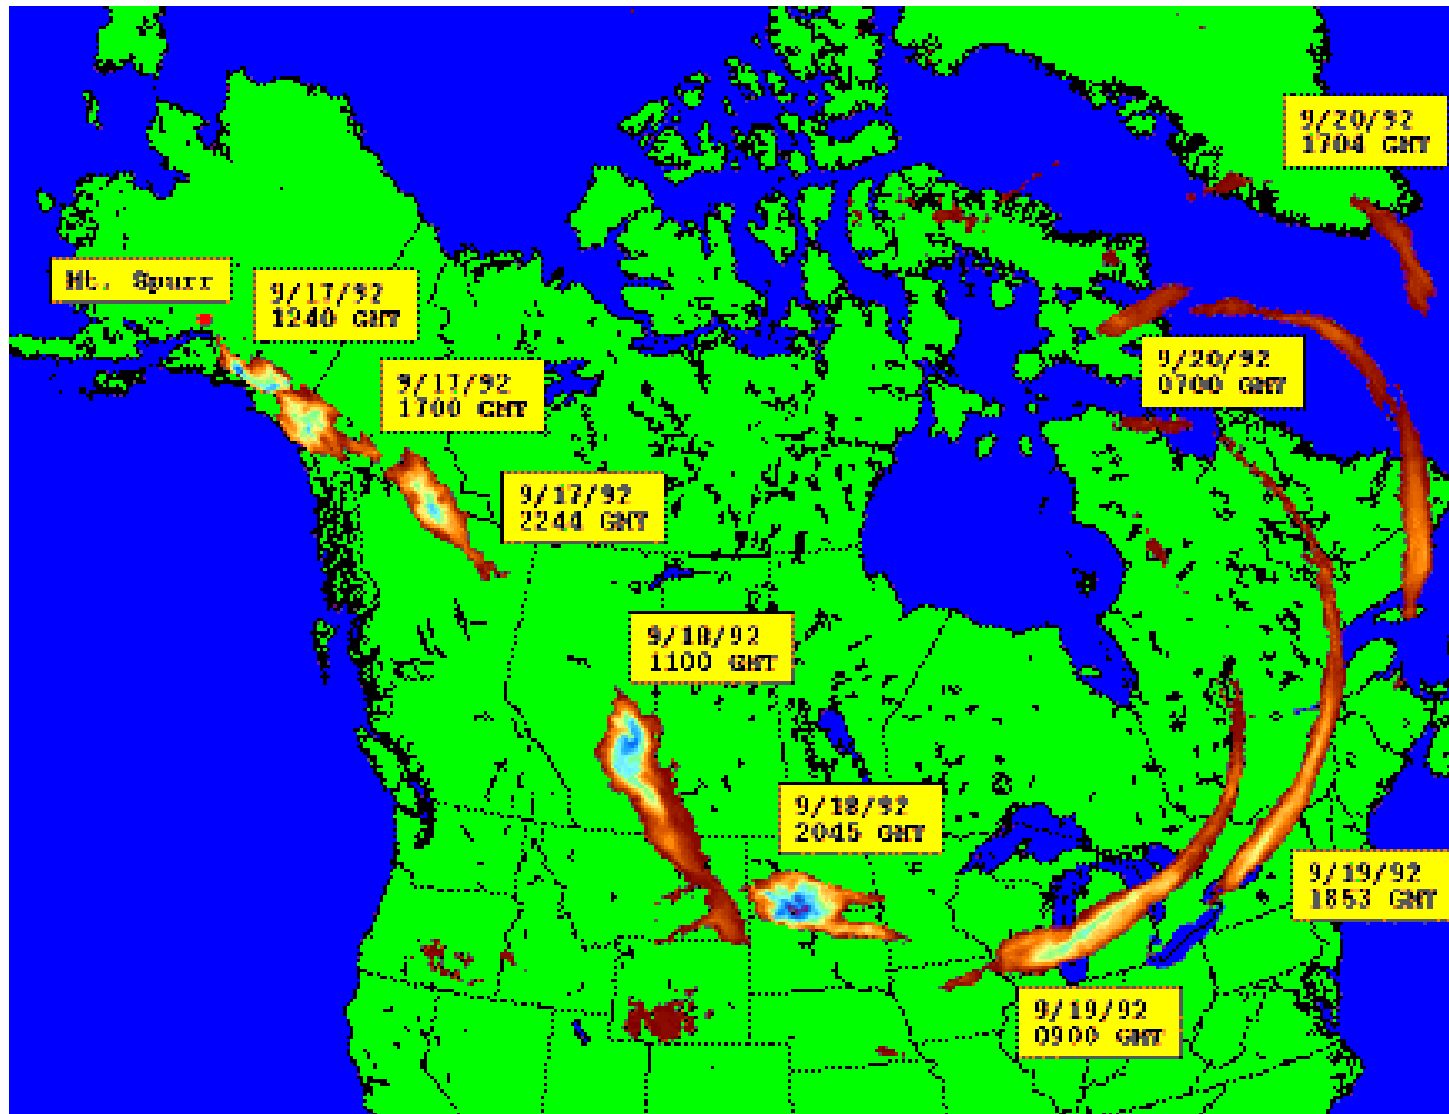 9/20/92
1704 GMT
Mt. Spurr
9/17/92
1240 GMT
9/20/92
0700 GMT
9/17/92
1700 GMT
9/17/92
2244 GMT
9/18/92
1100 GMT
9/18/92
2045 GMT
9/19/92
1853 GMT
9/19/92
0900 GMT